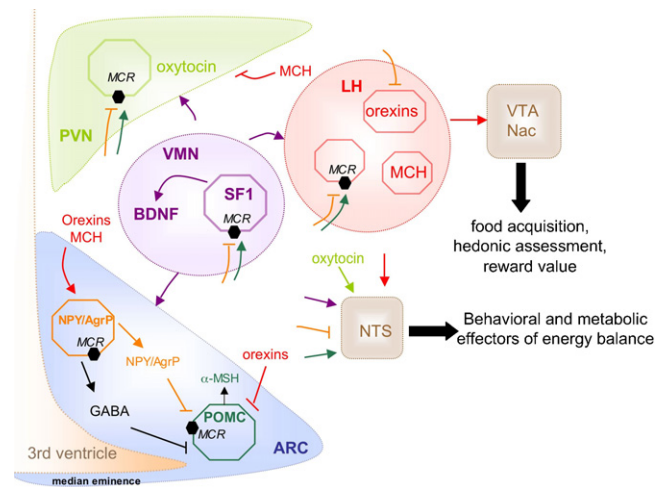 MCR
oxytocin
PVN
MCH
LH
orexins
MCR
MCH
VTA
Nac
VMN
SF1
BDNF
MCR
food acquisition,
hedonic assessment,
reward value
Orexins
MCH
oxytocin
NTS
Behavioral and metabolic
effectors of energy balance
NPY/AgrP
MCR
NPY/AgrP
orexins
α-MSH
GABA
POMC
MCR
ARC
3rd ventricle
median eminence